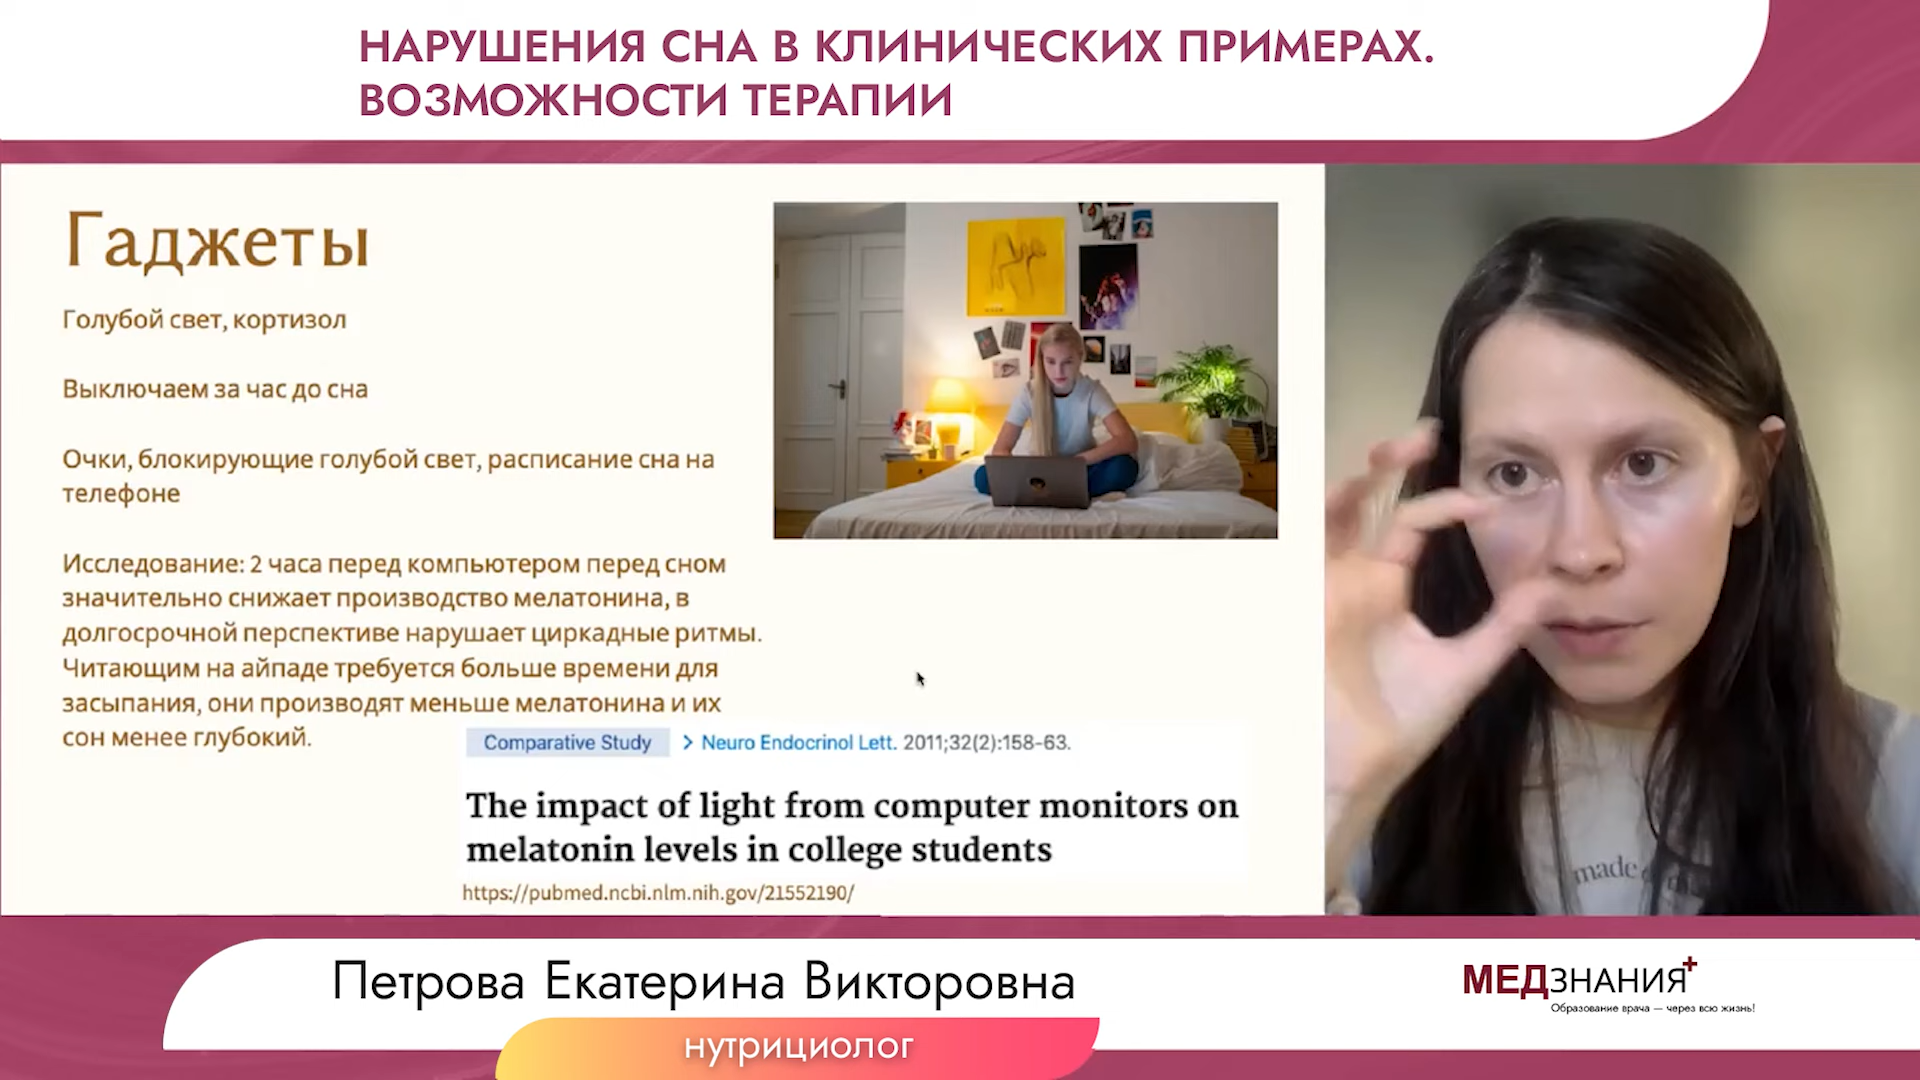 НАРУШЕНИЯ СНА В КЛИНИЧЕСКИХ ПРИМЕРАХ.
ВОЗМОЖНОСТИ ТЕРАПИИ
Гаджеты
Голубой свет, кортизол
Выключаем за час до сна
Очки, блокирующие голубой свет, расписание сна на
телефоне
Исследование: 2 часа перед компьютером перед сном
значительно снижает производство мелатонина, в
долгосрочной перспективе нарушает циркадные ритмы.
Читающим на айпаде требуется больше времени для
засыпания, они производят меньше мелатонина и их
сон менее глубокий.
Comparative Study > Neuro Endocrinol Lett. 2011;32(2):158-63.
The impact of light from computer monitors on
melatonin levels in college students
https://pubmed.ncbi.nlm.nih.gov/21552190/
made
Петрова Екатерина Викторовна
нутрициолог
МЕДЗНАНИЯ+
Образование врача — через всю жизнь!